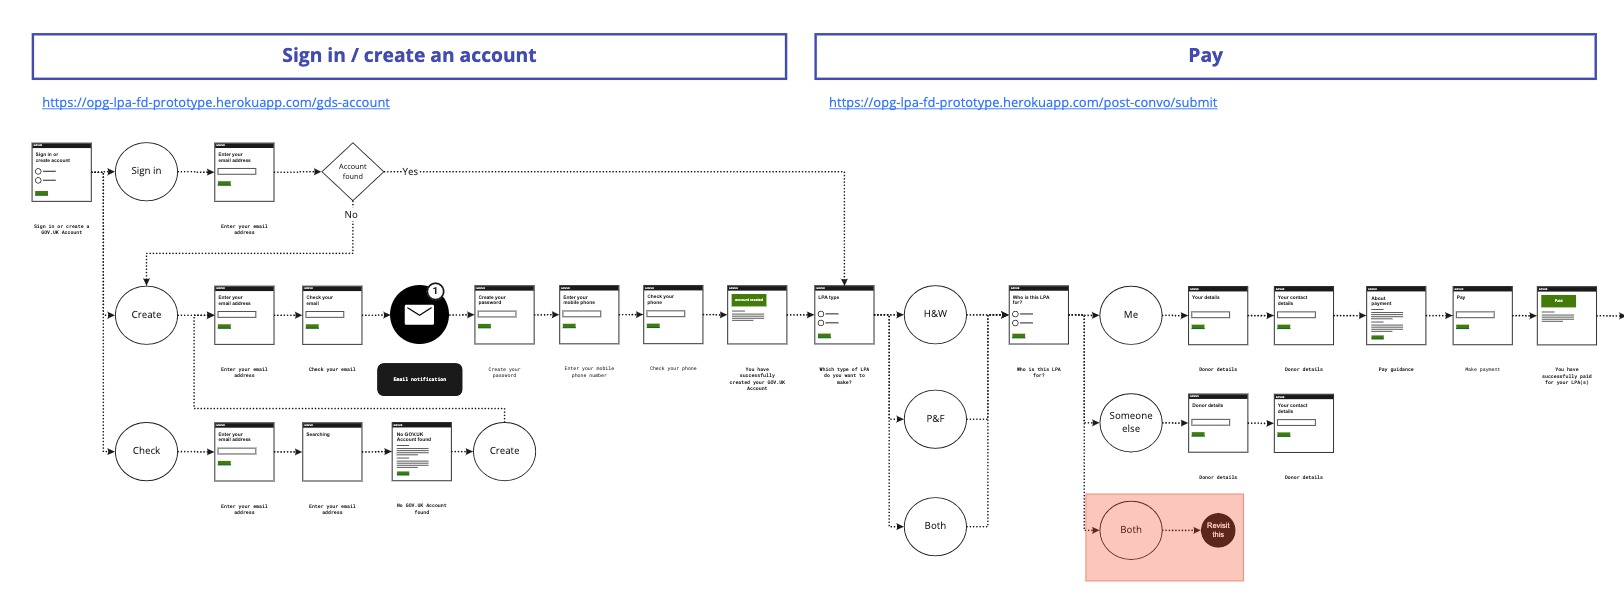 Sign in / create an account
Pay
https://opg-lpa-fd-prototype.herokuapp.com/gds-account
https://opg-lpa-fd-prototype.herokuapp.com/post-convo/submit
Sign in or
create account
Sign in or create a
GOV.UK Account
Sign in
Enter your
email address
Enter your email
address
Account
found
Yes
No
Create
Enter your
email address
Enter your email
address
Check your
email
Check your email
1
Email notification
Create your
password
Create your
password
Enter your
mobile phone
Enter your mobile
phone number
Check your
phone
Check your phone
Account created
You have
successfully
created your GOV.UK
Account
LPA type
Which type of LPA
do you want to
make?
H&W
P&F
Both
Who is this LPA
for?
Who is this LPA
for?
Me
Your details
Donor details
Your contact
details
Donor details
About
payment
Pay guidance
Pay
Make payment
Paid
You have
successfully paid
for your LPA(s)
Someone
else
Donor details
Donor details
Your contact
details
Donor details
Both
Revisit
this
Check
Enter your
email address
Enter your email
address
Searching
Enter your email
address
No GOV.UK
Account found
No GOV.UK Account
found
Create